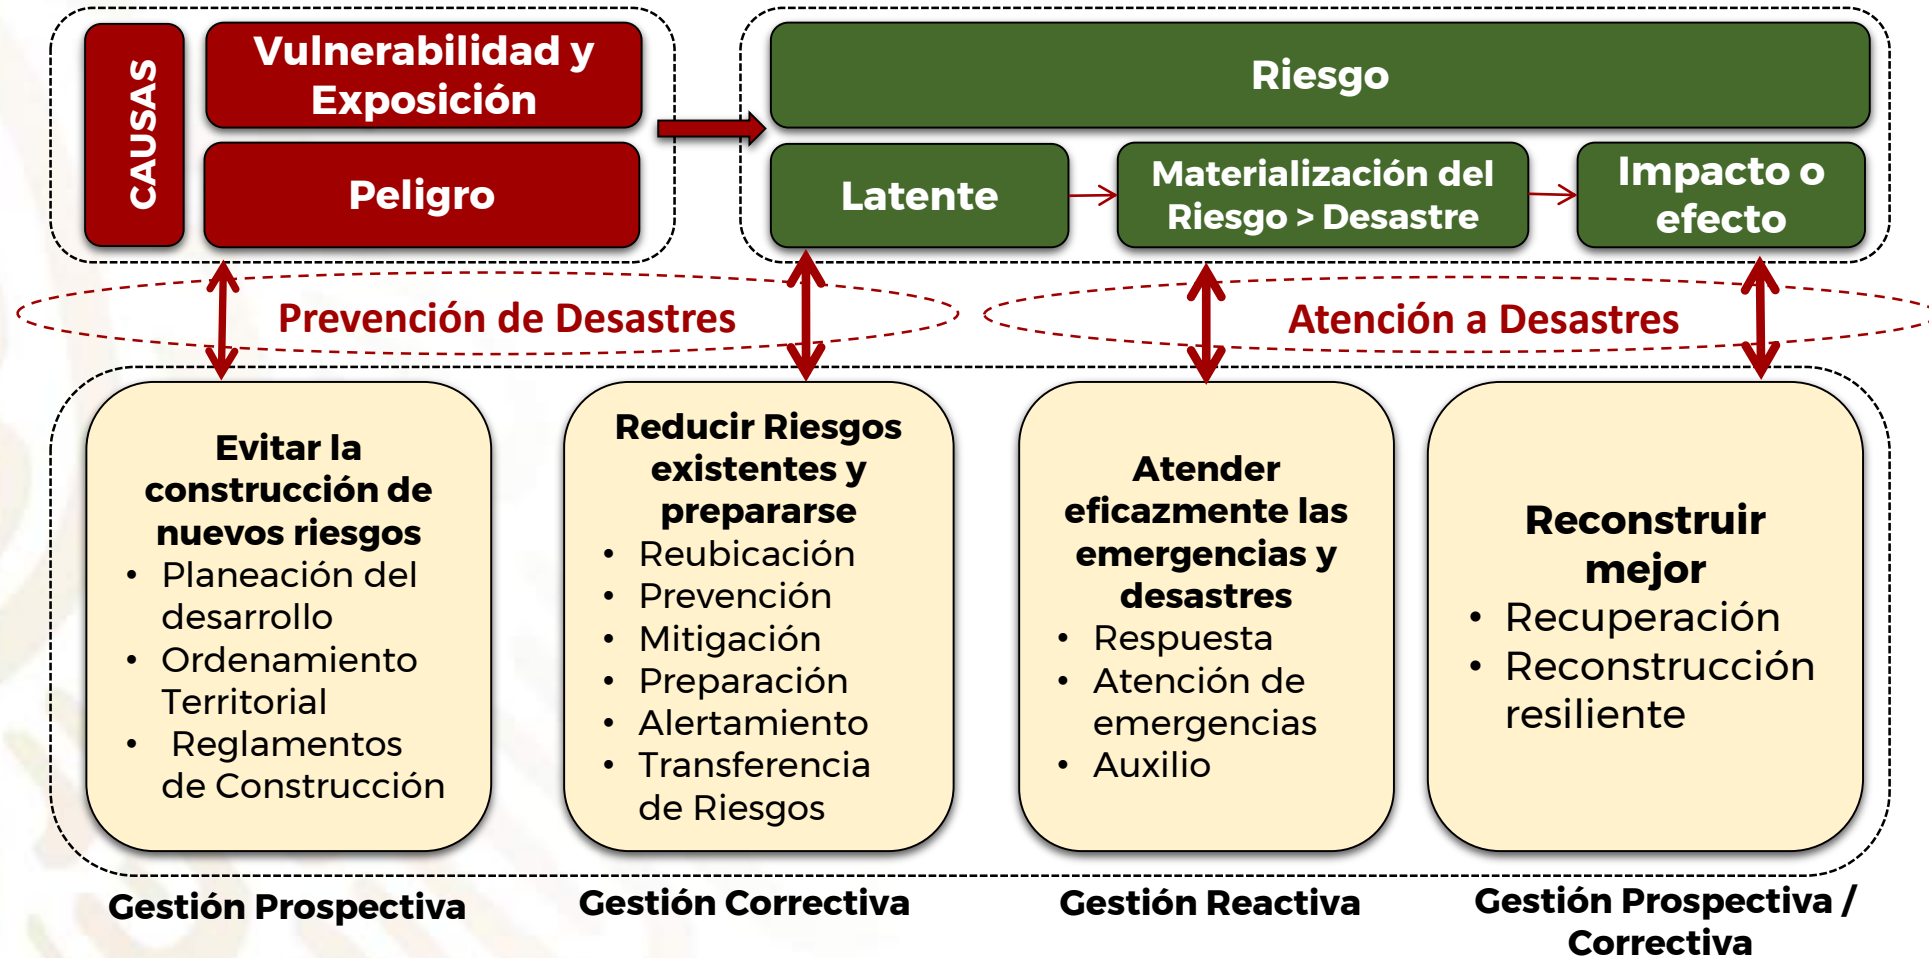 CAUSAS
Vulnerabilidad y
Exposición
Peligro
Riesgo
Latente
Materialización del
Riesgo > Desastre
Impacto o
efecto
Prevención de Desastres
Atención a Desastres
Evitar la
construcción de
nuevos riesgos
• Planeación del
desarrollo
• Ordenamiento
Territorial
• Reglamentos
de Construcción
Reducir Riesgos
existentes y
prepararse
• Reubicación
• Prevención
• Mitigación
• Preparación
• Alertamiento
• Transferencia
de Riesgos
Atender
eficazmente las
emergencias y
desastres
• Respuesta
• Atención de
emergencias
• Auxilio
Reconstruir
mejor
• Recuperación
• Reconstrucción
resiliente
Gestión Prospectiva
Gestión Correctiva
Gestión Reactiva
Gestión Prospectiva /
Correctiva